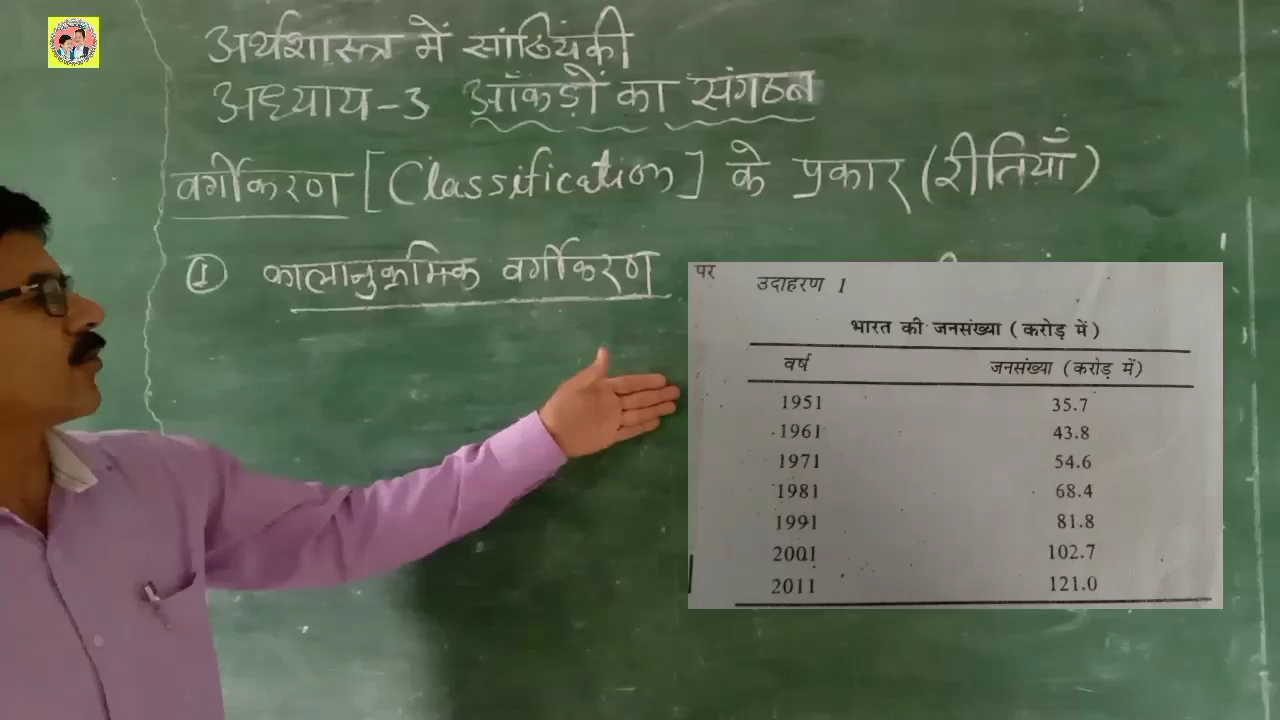 अर्थशास्त्र में सांख्यिकी
अध्याय-3 आँकड़ों का संगठन
वर्गीकरण [Classification] के प्रकार (रीतियाँ)
① कालानुक्रमिक वर्गीकरण
पर
उदाहरण 1
भारत की जनसंख्या (करोड़ में)
वर्ष जनसंख्या (करोड़ में)
1951 35.7
1961 43.8
1971 54.6
1981 68.4
1991 81.8
2001 102.7
2011 121.0